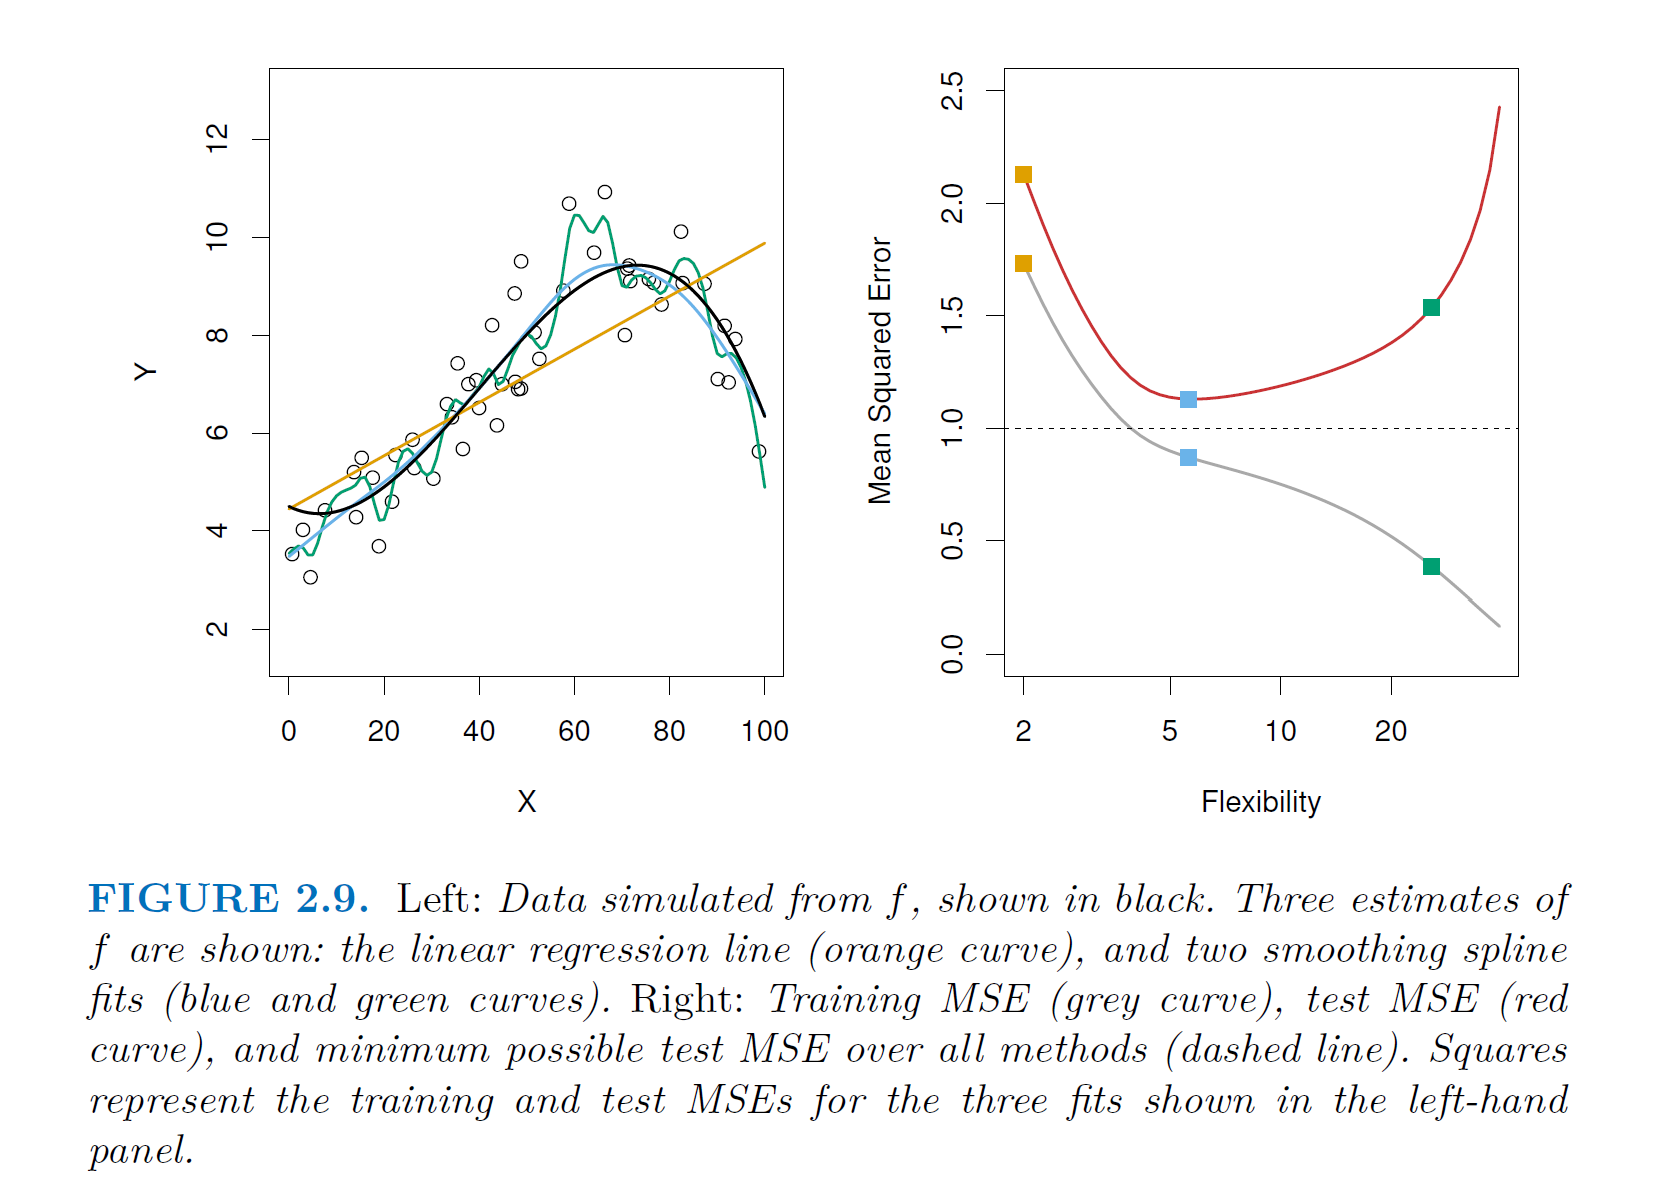 12
10
8
6
4
2
Y
0 20 40 60 80 100
X
2.5
2.0
1.5
1.0
0.5
0.0
Mean Squared Error
2 5 10 20
Flexibility
FIGURE 2.9. Left: Data simulated from f, shown in black. Three estimates of
f are shown: the linear regression line (orange curve), and two smoothing spline
fits (blue and green curves). Right: Training MSE (grey curve), test MSE (red
curve), and minimum possible test MSE over all methods (dashed line). Squares
represent the training and test MSEs for the three fits shown in the left-hand
panel.